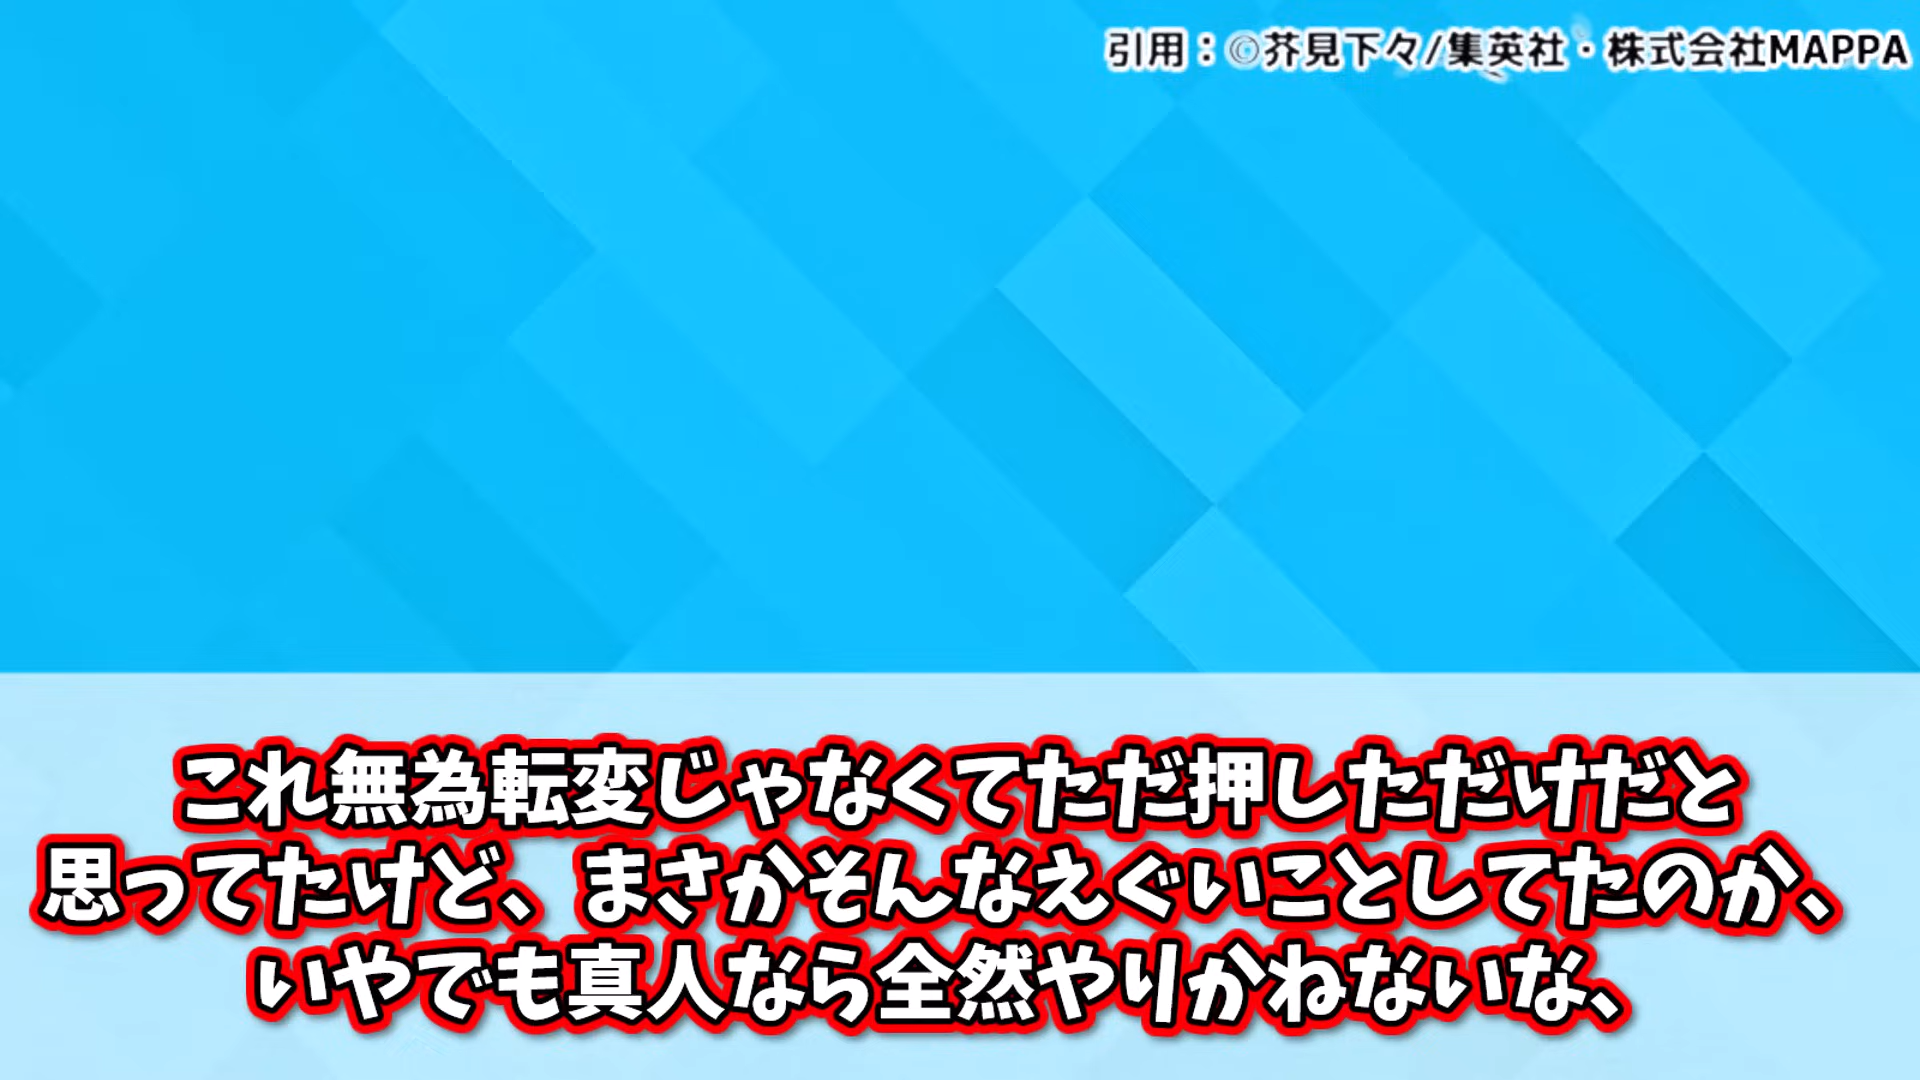 引用：©芥見下々/集英社・株式会社MAPPA
これ無為転変じゃなくてただ押しただけだと
思ってたけど、まさかそんなえぐいことしてたのか、
いやでも真人なら全然やりかねないな、